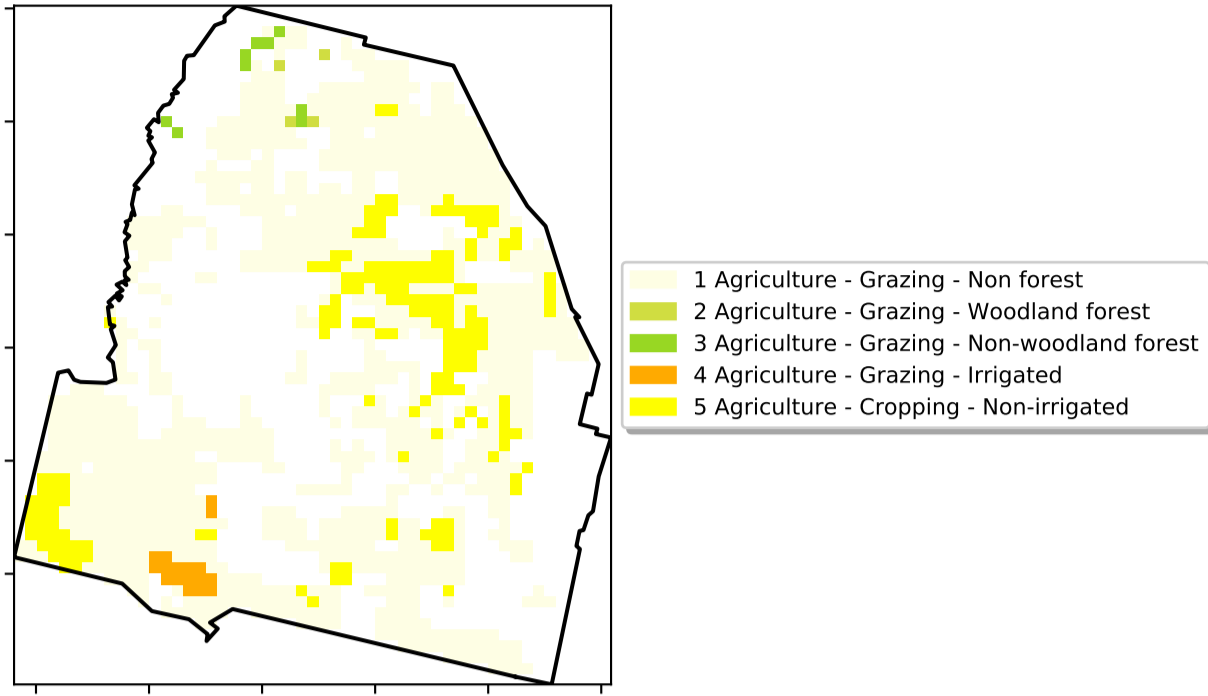 1 Agriculture - Grazing - Non forest
2 Agriculture - Grazing - Woodland forest
3 Agriculture - Grazing - Non-woodland forest
4 Agriculture - Grazing - Irrigated
5 Agriculture - Cropping - Non-irrigated